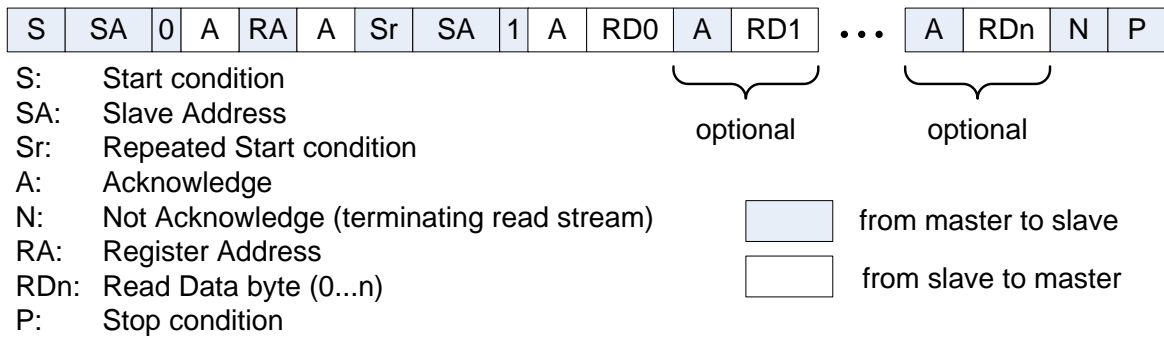 S SA 0 A RA A Sr SA 1 A RD0 A RD1 ••• A RDn N P
optional optional
S: Start condition
SA: Slave Address
Sr: Repeated Start condition
A: Acknowledge
N: Not Acknowledge (terminating read stream)
RA: Register Address
RDn: Read Data byte (0...n)
P: Stop condition
from master to slave
from slave to master